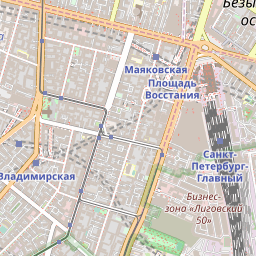 Безы
ос
Маяковская
Площадь
Восстания
Санкт-
Петербург-
Главный
Владимирская
Бизнес-
зона «Лиговский
50»